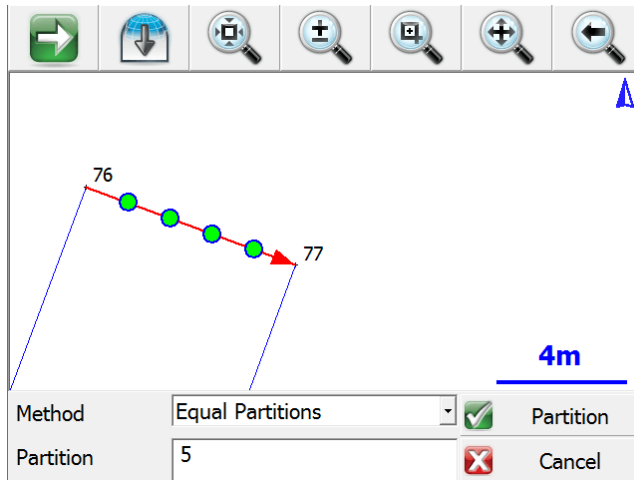 76
77
4m
Method
Equal Partitions
Partition
Partition
5
Cancel